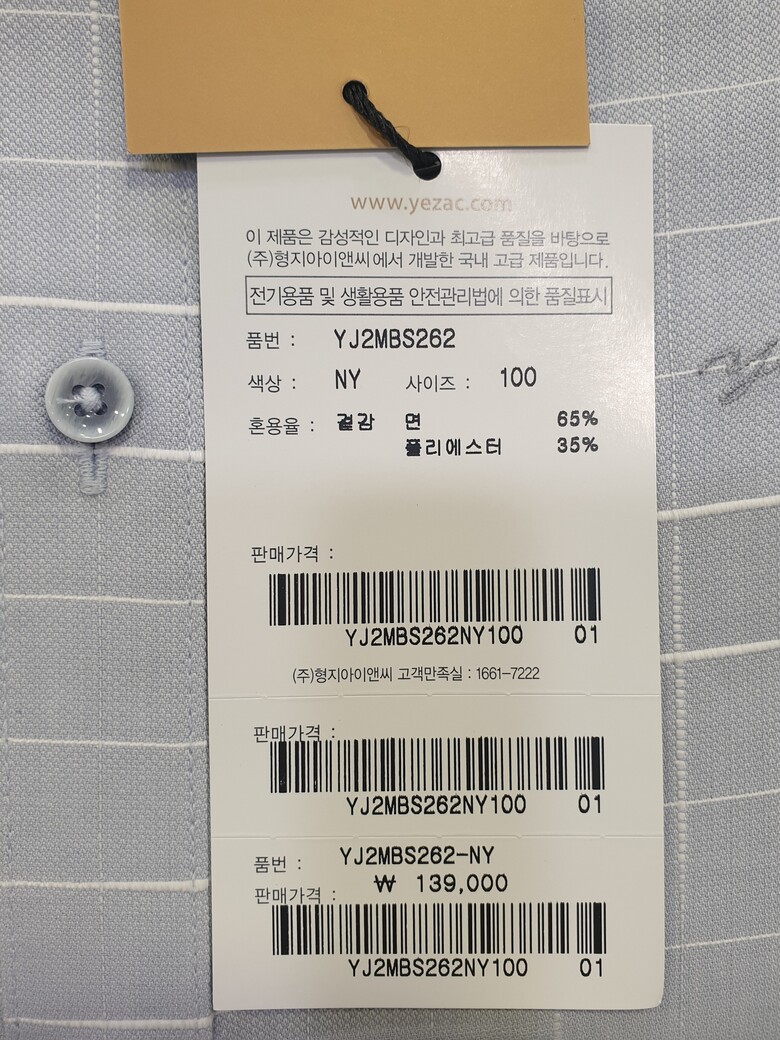 www.yezac.com
이 제품은 감성적인 디자인과 최고급 품질을 바탕으로
(주)형지아이앤씨에서 개발한 국내 고급 제품입니다.
전기용품 및 생활용품 안전관리법에 의한 품질표시
품번 : YJ2MBS262
색상 : NY 사이즈 : 100
혼용율 : 겉감 면 65%
폴리에스터 35%
판매가격 :
YJ2MBS262NY100 01
(주)형지아이앤씨 고객만족실 : 1661-7222
판매가격 :
YJ2MBS262NY100 01
품번 : YJ2MBS262-NY
판매가격 : ₩ 139,000
YJ2MBS262NY100 01